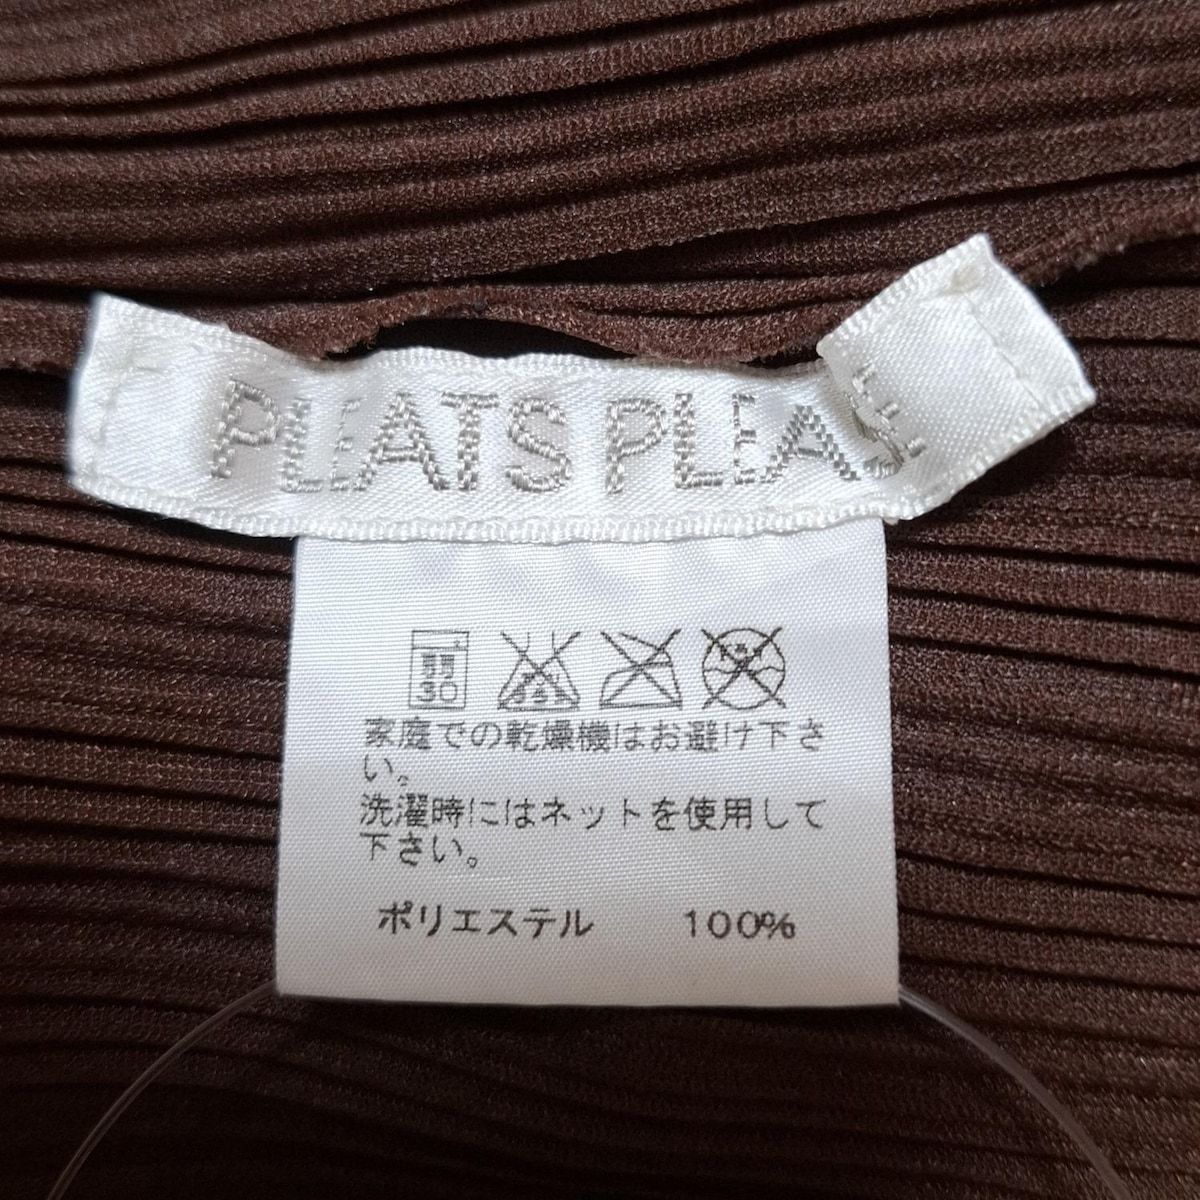 PLEATS PLEASE
弱
30
家庭での乾燥機はお避け下さ
い。
洗濯時にはネットを使用して
下さい。
ポリエステル 100%